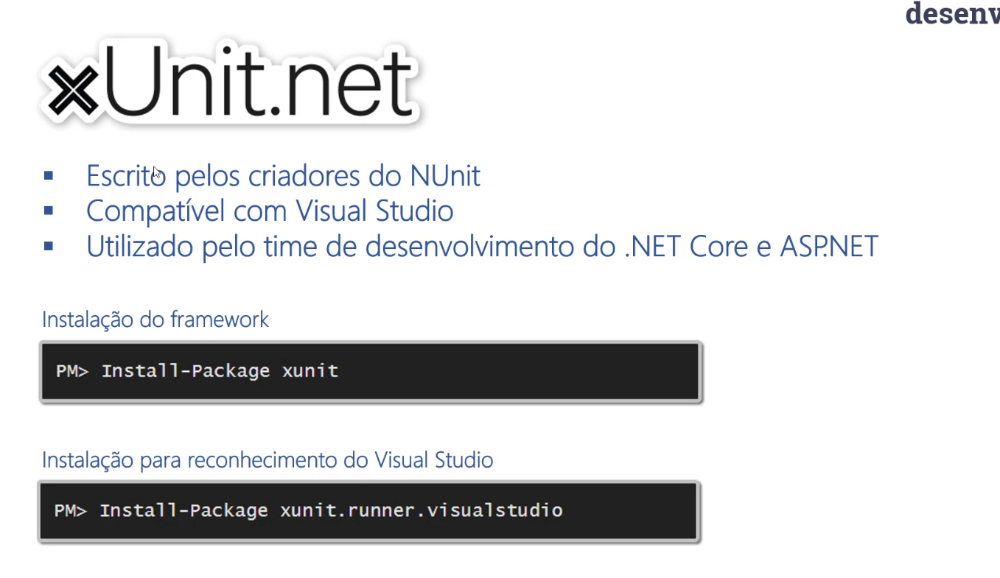 desenv
xUnit.net
▪ Escrito pelos criadores do NUnit
▪ Compatível com Visual Studio
▪ Utilizado pelo time de desenvolvimento do .NET Core e ASP.NET
Instalação do framework
PM> Install-Package xunit
Instalação para reconhecimento do Visual Studio
PM> Install-Package xunit.runner.visualstudio